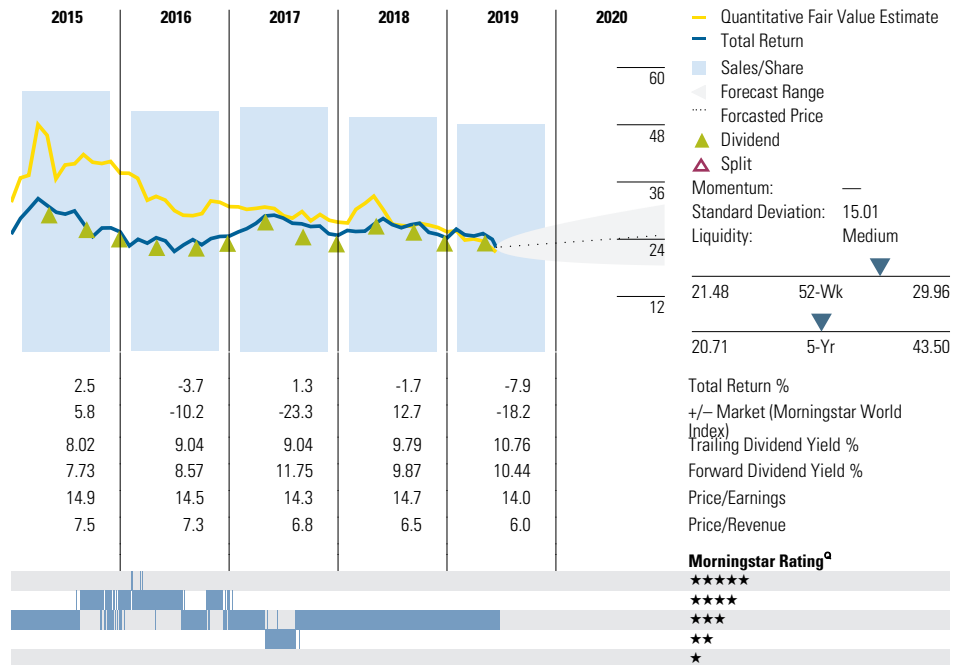 2015 2016 2017 2018 2019 2020
Quantitative Fair Value Estimate
Total Return
Sales/Share
Forecast Range
Forcasted Price
Dividend
Split
Momentum: —
Standard Deviation: 15.01
Liquidity: Medium
60
48
36
24
12
21.48 52-Wk 29.96
20.71 5-Yr 43.50
2.5 -3.7 1.3 -1.7 -7.9 Total Return %
5.8 -10.2 -23.3 12.7 -18.2 +/– Market (Morningstar World
Index)
8.02 9.04 9.04 9.79 10.76 Trailing Dividend Yield %
7.73 8.57 11.75 9.87 10.44 Forward Dividend Yield %
14.9 14.5 14.3 14.7 14.0 Price/Earnings
7.5 7.3 6.8 6.5 6.0 Price/Revenue
Morningstar Rating Q
★★★★★
★★★★
★★★
★★
★